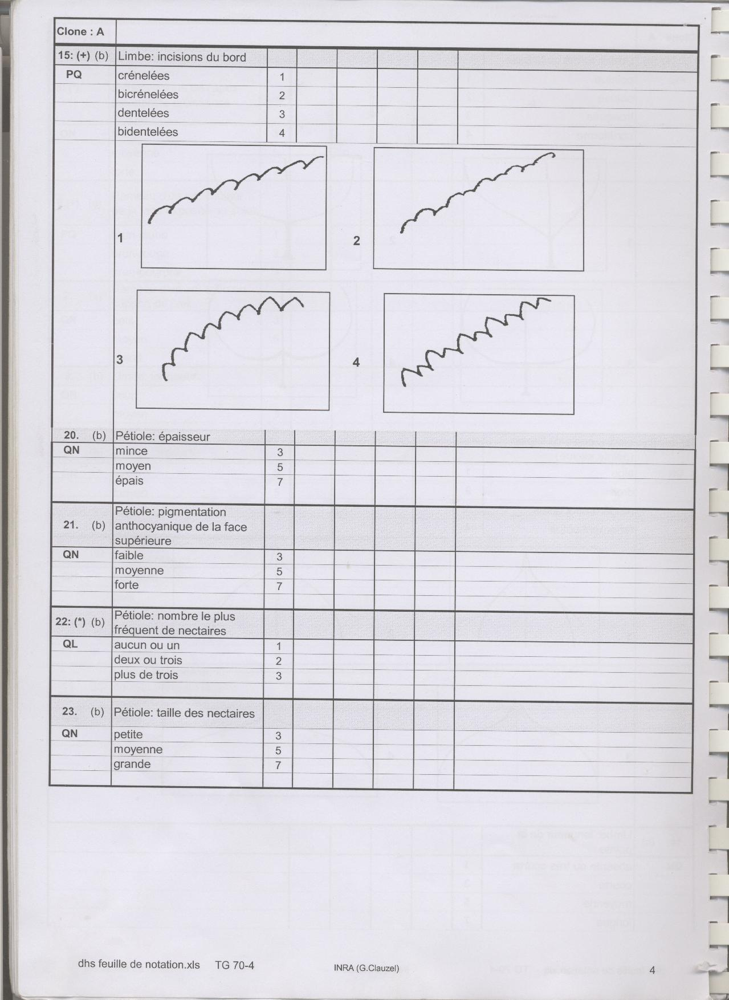 Clone : A
15: (+) (b) Limbe: incisions du bord
PQ crénelées 1
bicrénelées 2
dentelées 3
bidentelées 4
1 2
3 4
20. (b) Pétiole: épaisseur
QN mince 3
moyen 5
épais 7
Pétiole: pigmentation
21. (b) anthocyanique de la face
supérieure
QN faible 3
moyenne 5
forte 7
22: (*) (b) Pétiole: nombre le plus
fréquent de nectaires
QL aucun ou un 1
deux ou trois 2
plus de trois 3
23. (b) Pétiole: taille des nectaires
QN petite 3
moyenne 5
grande 7
dhs feuille de notation.xls TG 70-4 INRA (G.Clauzel) 4